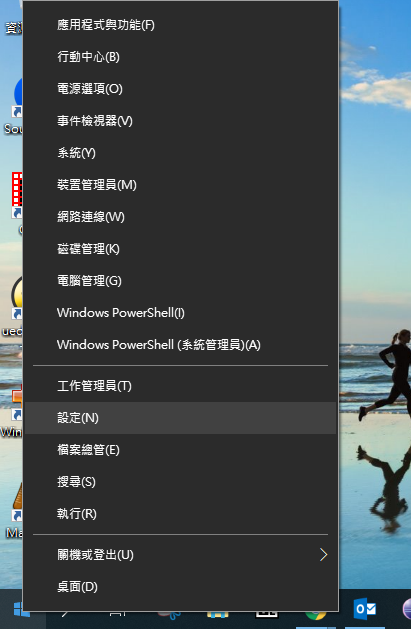 應用程式與功能(F)
行動中心(B)
電源選項(O)
事件檢視器(V)
系統(Y)
裝置管理員(M)
網路連線(W)
磁碟管理(K)
電腦管理(G)
Windows PowerShell(I)
Windows PowerShell (系統管理員)(A)
工作管理員(T)
設定(N)
檔案總管(E)
搜尋(S)
執行(R)
關機或登出(U)
桌面(D)
資
Sou
ued
Win
Ma